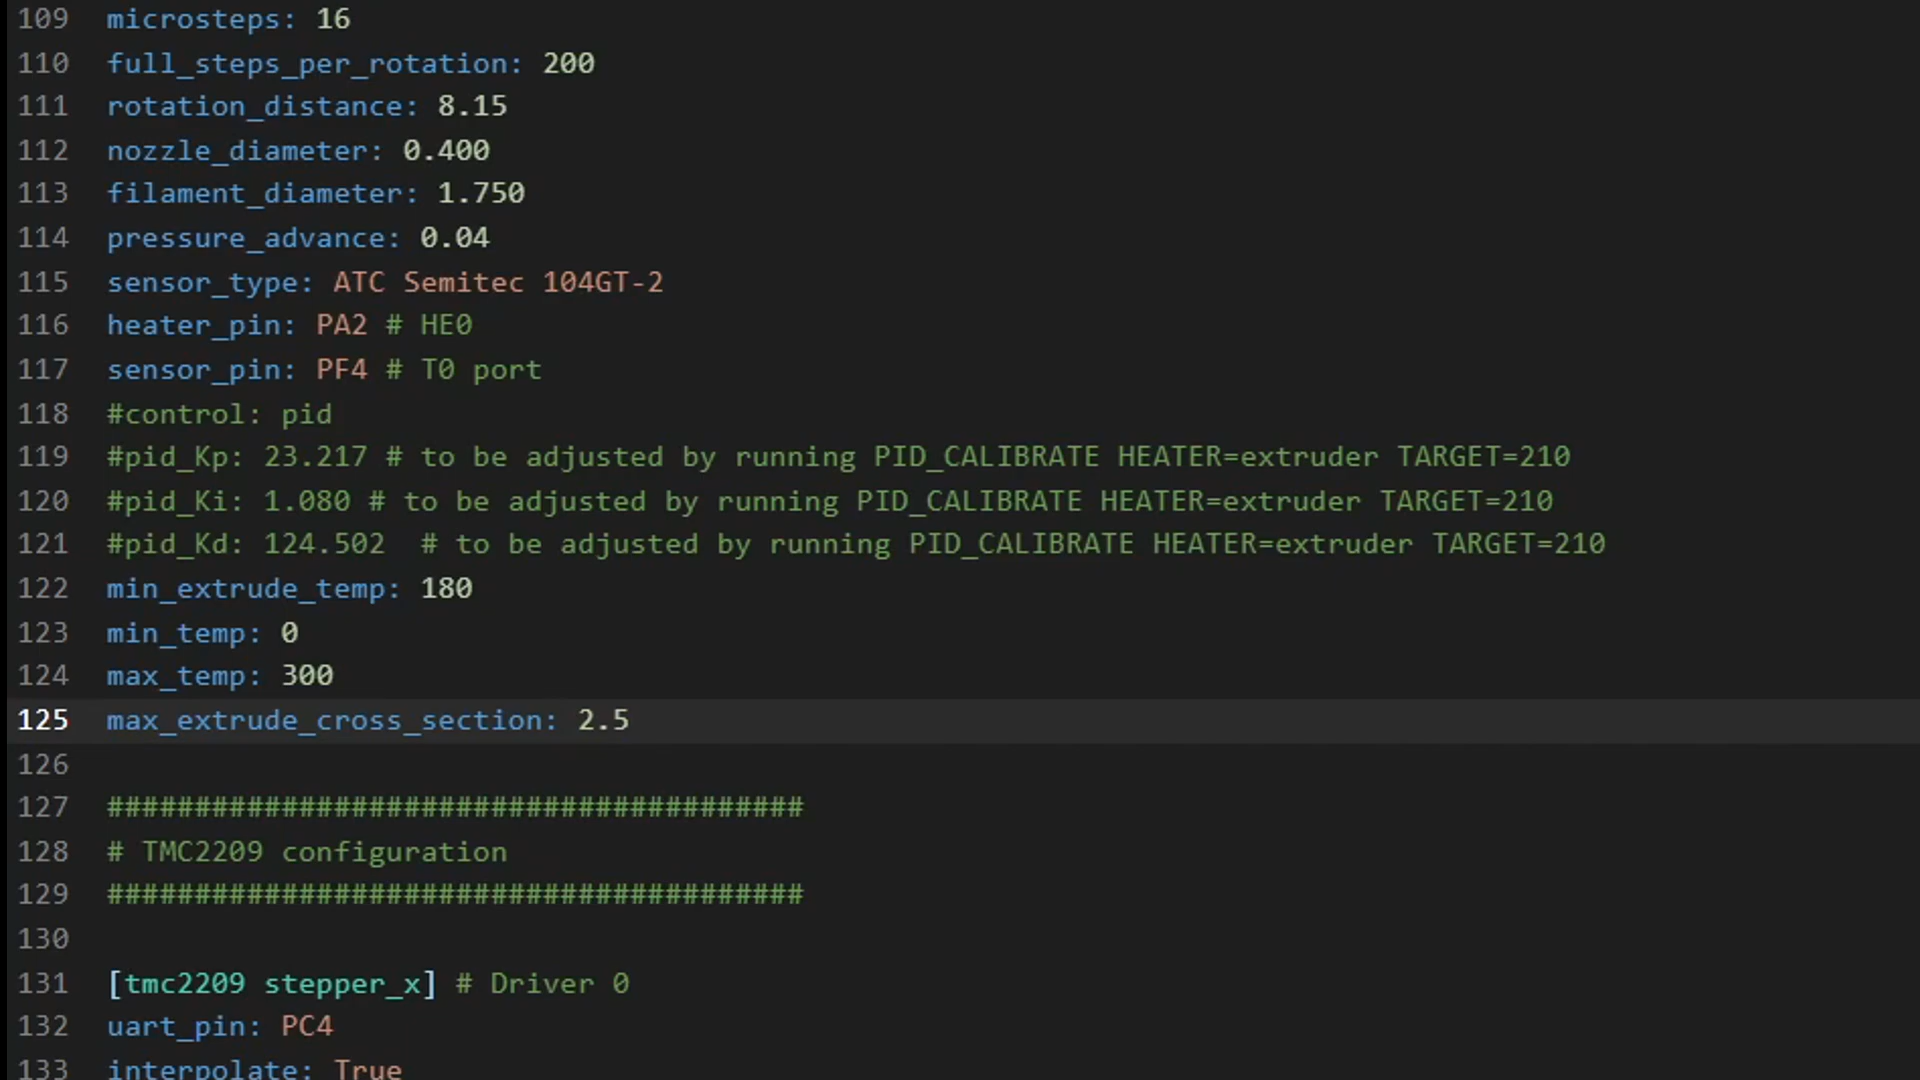 109 microsteps: 16
110 full_steps_per_rotation: 200
111 rotation_distance: 8.15
112 nozzle_diameter: 0.400
113 filament_diameter: 1.750
114 pressure_advance: 0.04
115 sensor_type: ATC Semitec 104GT-2
116 heater_pin: PA2 # HE0
117 sensor_pin: PF4 # T0 port
118 #control: pid
119 #pid_Kp: 23.217 # to be adjusted by running PID_CALIBRATE HEATER=extruder TARGET=210
120 #pid_Ki: 1.080 # to be adjusted by running PID_CALIBRATE HEATER=extruder TARGET=210
121 #pid_Kd: 124.502  # to be adjusted by running PID_CALIBRATE HEATER=extruder TARGET=210
122 min_extrude_temp: 180
123 min_temp: 0
124 max_temp: 300
125 max_extrude_cross_section: 2.5
126
127 ########################################
128 # TMC2209 configuration
129 ########################################
130
131 [tmc2209 stepper_x] # Driver 0
132 uart_pin: PC4
133 interpolate: True